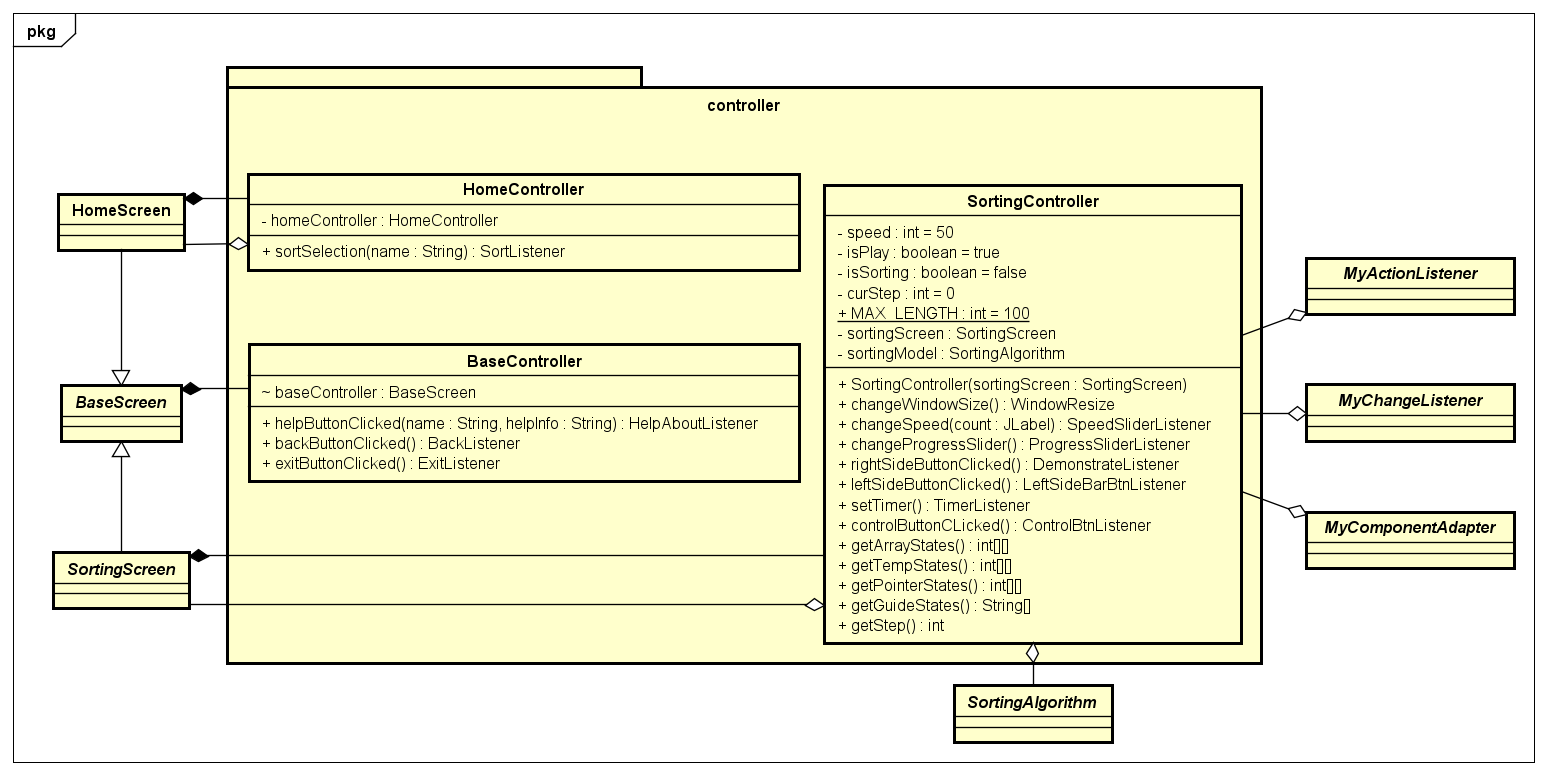 pkg
controller
HomeScreen
HomeController
- homeController : HomeController
+ sortSelection(name : String) : SortListener
BaseScreen
BaseController
~ baseController : BaseScreen
+ helpButtonClicked(name : String, helpInfo : String) : HelpAboutListener
+ backButtonClicked() : BackListener
+ exitButtonClicked() : ExitListener
SortingScreen
SortingController
- speed : int = 50
- isPlay : boolean = true
- isSorting : boolean = false
- curStep : int = 0
+ MAX_LENGTH : int = 100
- sortingScreen : SortingScreen
- sortingModel : SortingAlgorithm
+ SortingController(sortingScreen : SortingScreen)
+ changeWindowSize() : WindowResize
+ changeSpeed(count : JLabel) : SpeedSliderListener
+ changeProgressSlider() : ProgressSliderListener
+ rightSideButtonClicked() : DemonstrateListener
+ leftSideButtonClicked() : LeftSideBarBtnListener
+ setTimer() : TimerListener
+ controlButtonCLicked() : ControlBtnListener
+ getArrayStates() : int[][]
+ getTempStates() : int[][]
+ getPointerStates() : int[][]
+ getGuideStates() : String[]
+ getStep() : int
MyActionListener
MyChangeListener
MyComponentAdapter
SortingAlgorithm